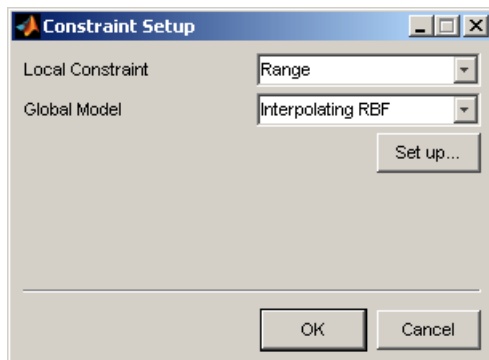 Constraint Setup
Local Constraint Range
Global Model Interpolating RBF
Set up...
OK Cancel